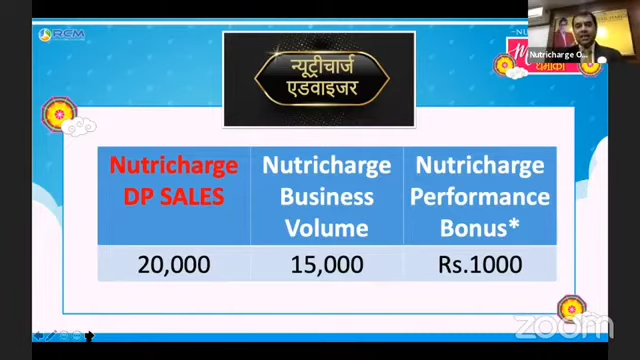 RCM
न्यूट्रीचार्ज
एडवाइजर
Nutricharge O...
धमाका
Nutricharge
DP SALES
Nutricharge
Business
Volume
Nutricharge
Performance
Bonus*
20,000
15,000
Rs.1000
zoom